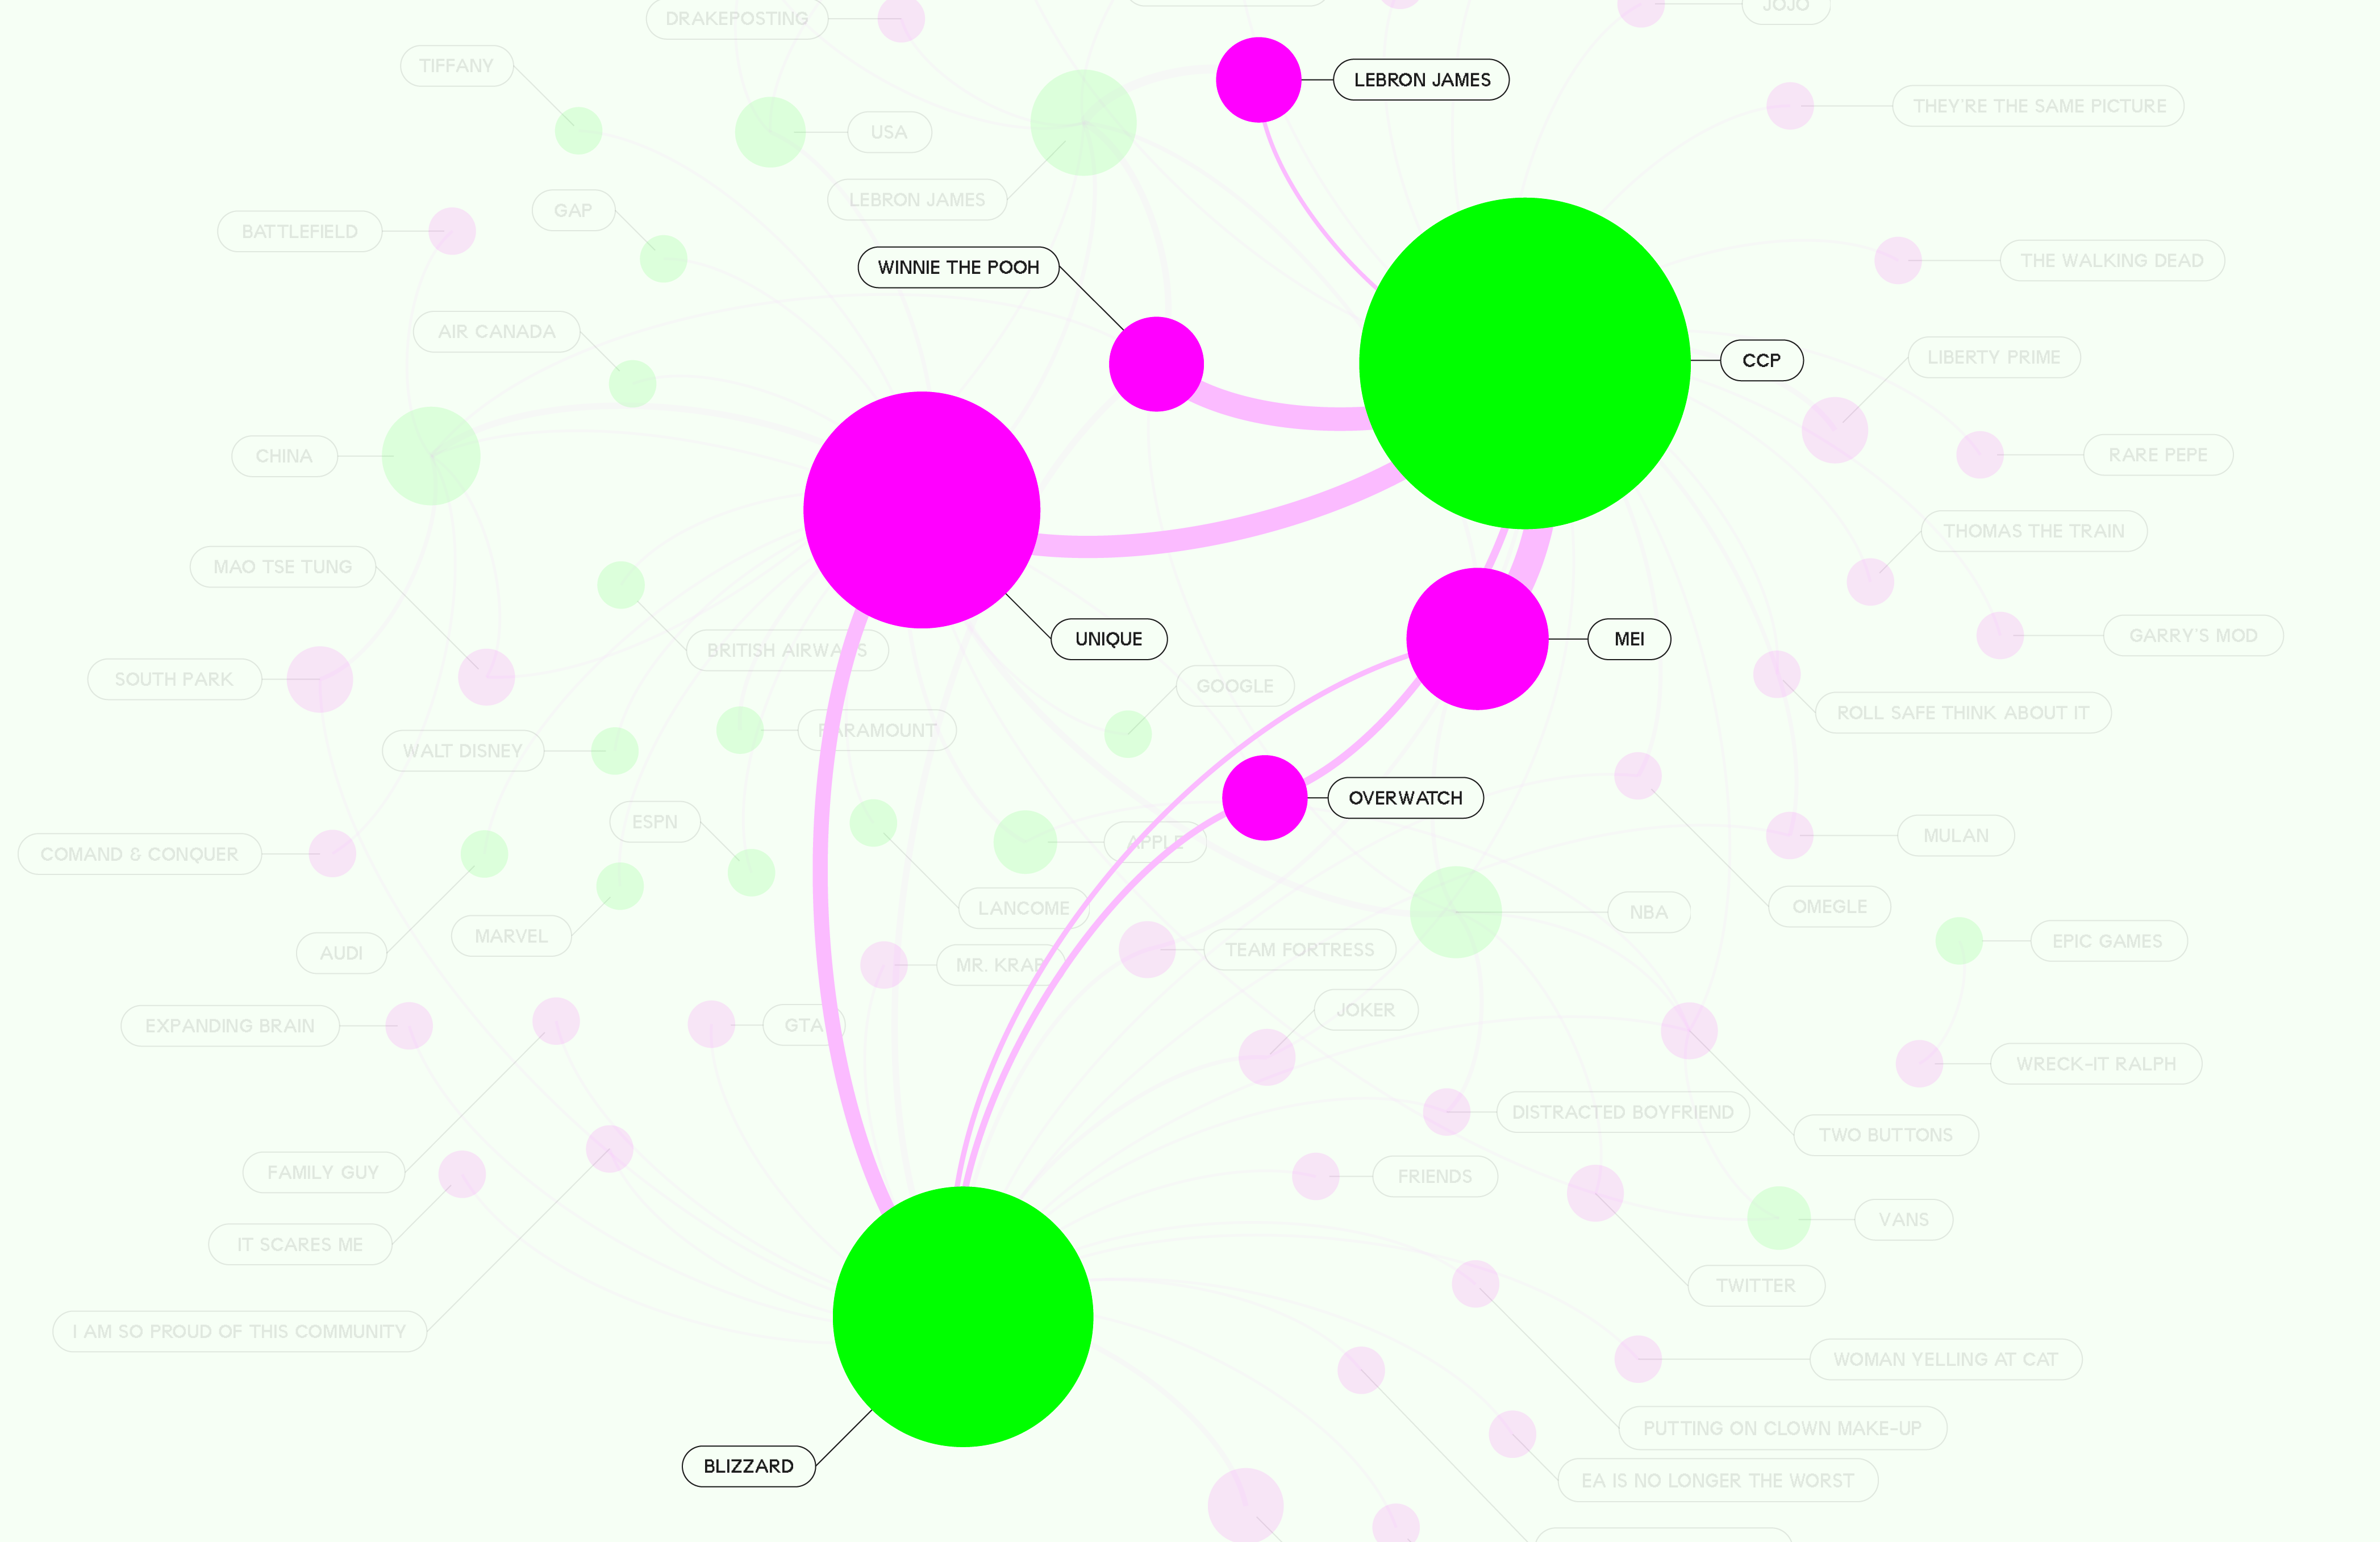 DRAKEPOSTING
JOJO
TIFFANY
LEBRON JAMES
THEY'RE THE SAME PICTURE
USA
LEBRON JAMES
GAP
BATTLEFIELD
WINNIE THE POOH
THE WALKING DEAD
AIR CANADA
CCP
LIBERTY PRIME
CHINA
RARE PEPE
THOMAS THE TRAIN
MAO TSE TUNG
UNIQUE
MEI
GARRY'S MOD
BRITISH AIRWAYS
SOUTH PARK
GOOGLE
ROLL SAFE THINK ABOUT IT
PARAMOUNT
WALT DISNEY
OVERWATCH
ESPN
APPLE
MULAN
COMAND & CONQUER
LANCOME
OMEGLE
NBA
MARVEL
EPIC GAMES
AUDI
TEAM FORTRESS
MR. KRAB
JOKER
EXPANDING BRAIN
GTA
WRECK-IT RALPH
DISTRACTED BOYFRIEND
TWO BUTTONS
FAMILY GUY
FRIENDS
VANS
IT SCARES ME
TWITTER
I AM SO PROUD OF THIS COMMUNITY
WOMAN YELLING AT CAT
PUTTING ON CLOWN MAKE-UP
BLIZZARD
EA IS NO LONGER THE WORST